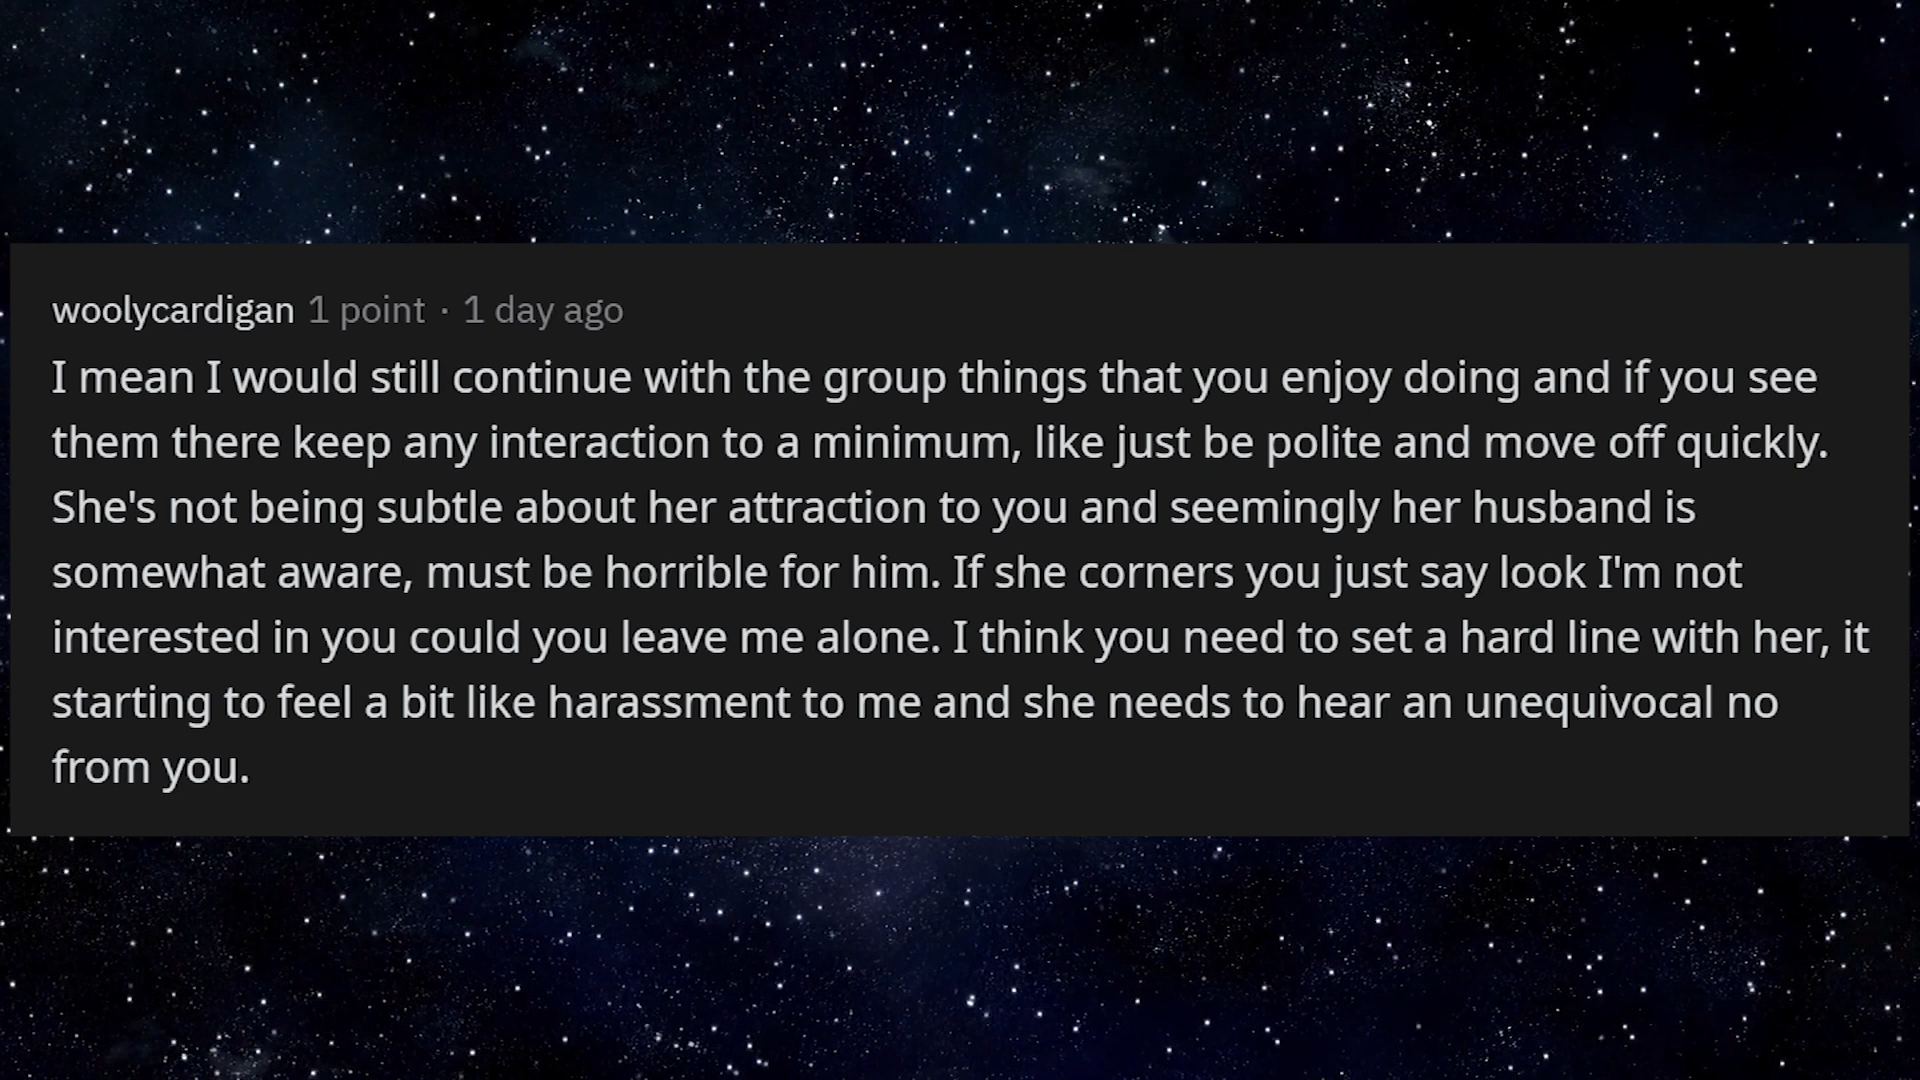 woolycardigan 1 point · 1 day ago
I mean I would still continue with the group things that you enjoy doing and if you see
them there keep any interaction to a minimum, like just be polite and move off quickly.
She's not being subtle about her attraction to you and seemingly her husband is
somewhat aware, must be horrible for him. If she corners you just say look I'm not
interested in you could you leave me alone. I think you need to set a hard line with her, it
starting to feel a bit like harassment to me and she needs to hear an unequivocal no
from you.